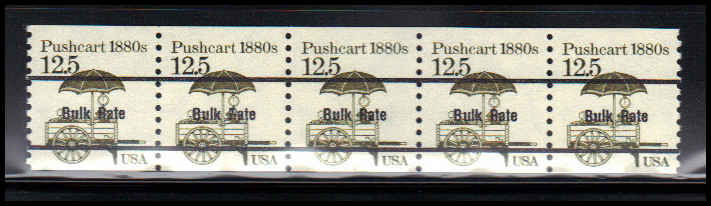 Pushcart 1880s Pushcart 1880s Pushcart 1880s Pushcart 1880s Pushcart 1880s
12.5 12.5 12.5 12.5 12.5
Bulk Rate Bulk Rate Bulk Rate Bulk Rate Bulk Rate
USA USA USA USA USA